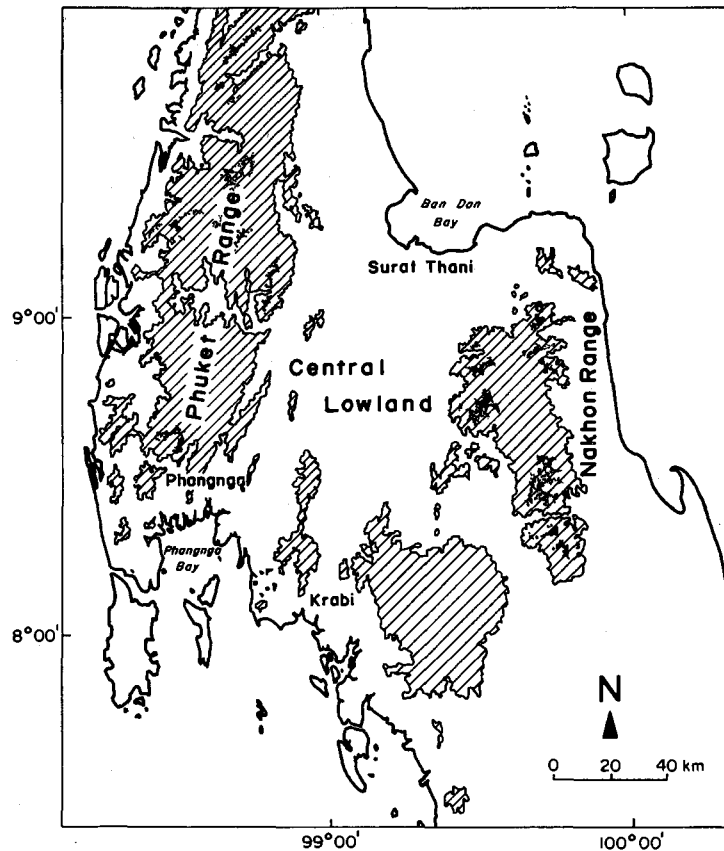 Ban Don
Bay
Surat Thani
Range
9°00'
Phuket
Central
Lowland
Nakhon Range
Phangnga
Phangnga
Bay
Krabi
8°00'
N
0 20 40 km
99°00'
100°00'